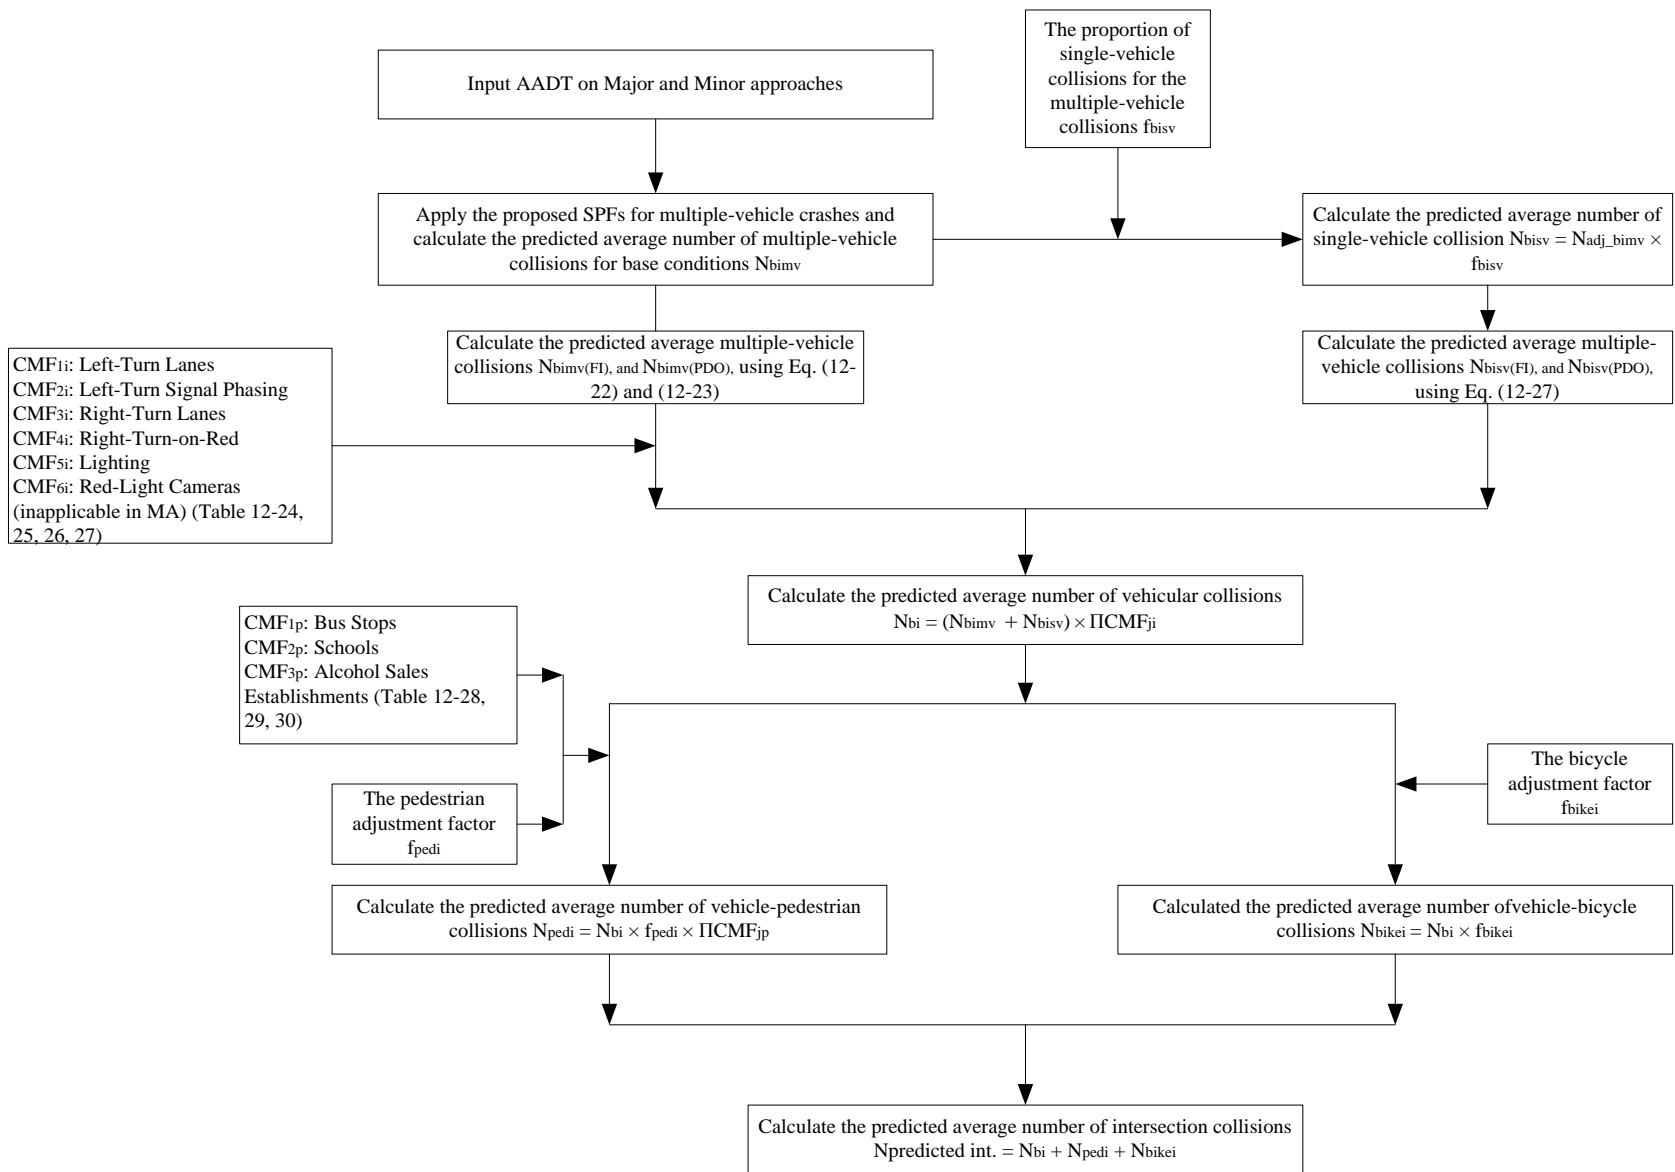 The proportion of
single-vehicle
collisions for the
multiple-vehicle
collisions fbisv
Input AADT on Major and Minor approaches
Apply the proposed SPFs for multiple-vehicle crashes and
calculate the predicted average number of multiple-vehicle
collisions for base conditions Nbimv
Calculate the predicted average number of
single-vehicle collision Nbisv = Nadj_bimv ×
fbisv
Calculate the predicted average multiple-vehicle
collisions Nbimv(FI), and Nbimv(PDO), using Eq. (12-
22) and (12-23)
Calculate the predicted average multiple-
vehicle collisions Nbisv(FI), and Nbisv(PDO),
using Eq. (12-27)
CMF1i: Left-Turn Lanes
CMF2i: Left-Turn Signal Phasing
CMF3i: Right-Turn Lanes
CMF4i: Right-Turn-on-Red
CMF5i: Lighting
CMF6i: Red-Light Cameras
(inapplicable in MA) (Table 12-24,
25, 26, 27)
Calculate the predicted average number of vehicular collisions
Nbi = (Nbimv + Nbisv) × ΠCMFji
CMF1p: Bus Stops
CMF2p: Schools
CMF3p: Alcohol Sales
Establishments (Table 12-28,
29, 30)
The pedestrian
adjustment factor
fpedi
The bicycle
adjustment factor
fbikei
Calculate the predicted average number of vehicle-pedestrian
collisions Npedi = Nbi × fpedi × ΠCMFjp
Calculated the predicted average number ofvehicle-bicycle
collisions Nbikei = Nbi × fbikei
Calculate the predicted average number of intersection collisions
Npredicted int. = Nbi + Npedi + Nbikei